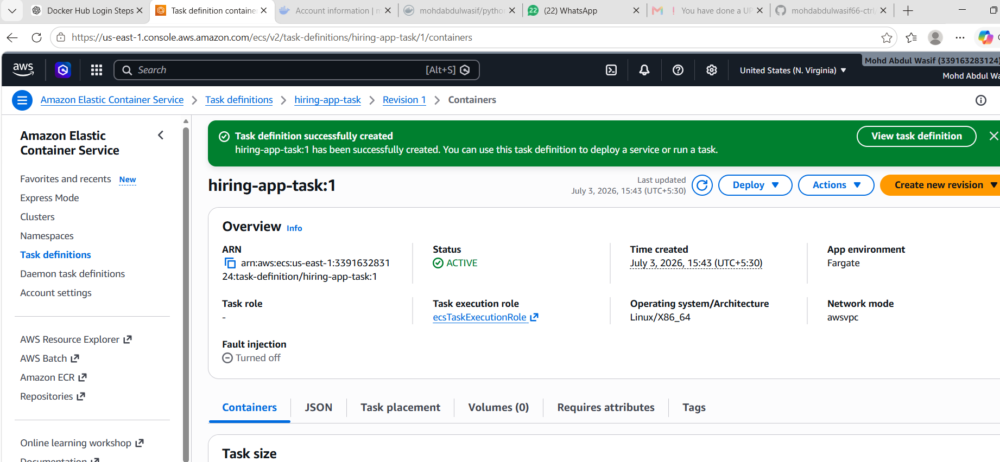 Docker Hub Login Steps
Task definition containe
Account information | m
mohdabdulwasif/pytho
(22) WhatsApp
You have done a UP
mohdabdulwasif66-ctrl/
https://us-east-1.console.aws.amazon.com/ecs/v2/task-definitions/hiring-app-task/1/containers
aws
Search
[Alt+S]
United States (N. Virginia)
Mohd Abdul Wasif (339163283124)
Mohd Abdul Wa
Amazon Elastic Container Service
Task definitions
hiring-app-task
Revision 1
Containers
Amazon Elastic
Container Service
Favorites and recents New
Express Mode
Clusters
Namespaces
Task definitions
Daemon task definitions
Account settings
AWS Resource Explorer
AWS Batch
Amazon ECR
Repositories
Online learning workshop
Documentation
Task definition successfully created
hiring-app-task:1 has been successfully created. You can use this task definition to deploy a service or run a task.
View task definition
hiring-app-task:1
Last updated
July 3, 2026, 15:43 (UTC+5:30)
Deploy
Actions
Create new revision
Overview Info
ARN
arn:aws:ecs:us-east-1:3391632831
24:task-definition/hiring-app-task:1
Status
ACTIVE
Time created
July 3, 2026, 15:43 (UTC+5:30)
App environment
Fargate
Task role
-
Task execution role
ecsTaskExecutionRole
Operating system/Architecture
Linux/X86_64
Network mode
awsvpc
Fault injection
Turned off
Containers
JSON
Task placement
Volumes (0)
Requires attributes
Tags
Task size